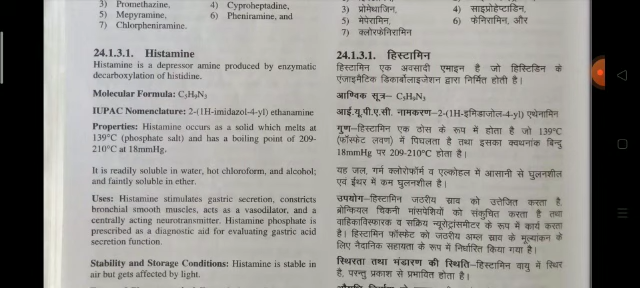 3) Promethazine,
4) Cyproheptadine,
5) Mepyramine,
6) Pheniramine, and
7) Chlorpheniramine.
24.1.3.1. Histamine
Histamine is a depressor amine produced by enzymatic
decarboxylation of histidine.
Molecular Formula: C₅H₉N₃
IUPAC Nomenclature: 2-(1H-imidazol-4-yl) ethanamine
Properties: Histamine occurs as a solid which melts at
139°C (phosphate salt) and has a boiling point of 209-
210°C at 18mmHg.
It is readily soluble in water, hot chloroform, and alcohol;
and faintly soluble in ether.
Uses: Histamine stimulates gastric secretion, constricts
bronchial smooth muscles, acts as a vasodilator, and a
centrally acting neurotransmitter. Histamine phosphate is
prescribed as a diagnostic aid for evaluating gastric acid
secretion function.
Stability and Storage Conditions: Histamine is stable in
air but gets affected by light.
3) प्रोमेथाजिन,
4) साइप्रोहेप्टाडिन,
5) मेपेरामिन,
6) फेनिरामिन, और
7) क्लोरफेनिरामिन
24.1.3.1. हिस्टामिन
हिस्टामिन एक अवसादी एमाइन है जो हिस्टिडिन के
एंजाइमैटिक डिकार्बोलाइजेशन द्वारा निर्मित होती है।
आण्विक सूत्र– C₅H₉N₃
आई.यू.पी.ए.सी. नामकरण–2-(1H-इमिडाजोल-4-yl) एथेनामिन
गुण–हिस्टामिन एक ठोस के रूप में होता है जो 139°C
(फॉस्फेट लवण) में पिघलता है तथा इसका क्वथनांक बिन्दु
18mmHg पर 209-210°C होता है।
यह जल, गर्म क्लोरोफॉर्म व एल्कोहल में आसानी से घुलनशील
एवं ईथर में कम घुलनशील है।
उपयोग–हिस्टामिन जठरीय स्राव को उत्तेजित करता है,
ब्रोन्कियल चिकनी मांसपेशियों को संकुचित करता है तथा
वाहिकाविस्फारक व सक्रिय न्यूरोट्रांसमीटर के रूप में कार्य करता
है। हिस्टामिन फॉस्फेट को जठरीय अम्ल स्राव के मूल्यांकन के
लिए नैदानिक सहायता के रूप में निर्धारित किया गया है।
स्थिरता तथा भंडारण की स्थिति–हिस्टामिन वायु में स्थिर
है, परन्तु प्रकाश से प्रभावित होता है।